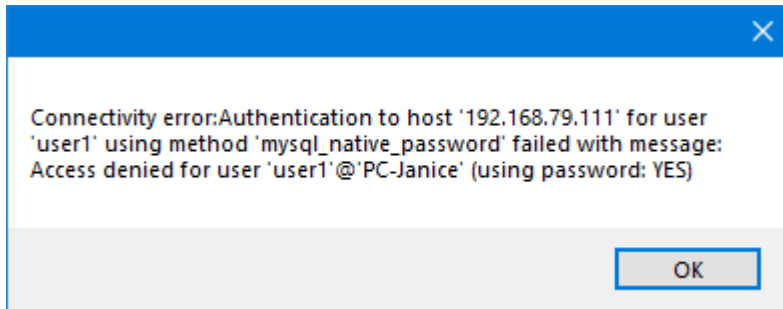 Connectivity error:Authentication to host '192.168.79.111' for user
'user1' using method 'mysql_native_password' failed with message:
Access denied for user 'user1'@'PC-Janice' (using password: YES)
OK